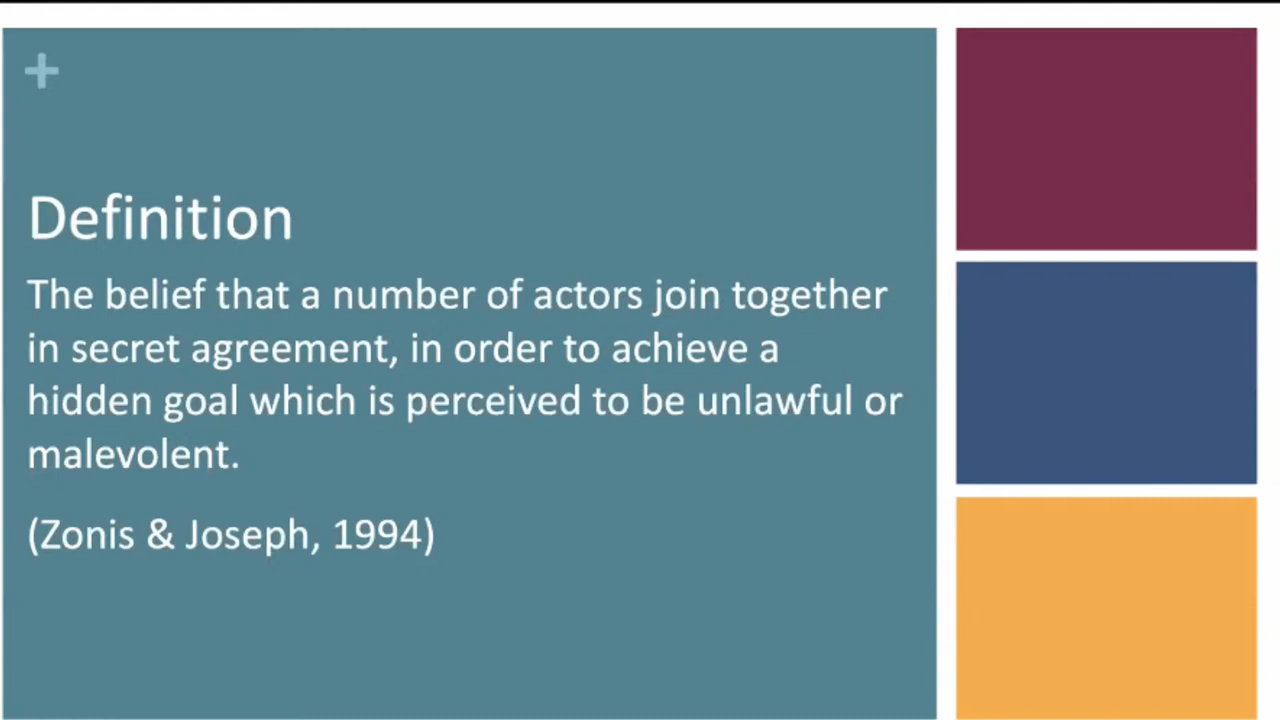 +
Definition
The belief that a number of actors join together
in secret agreement, in order to achieve a
hidden goal which is perceived to be unlawful or
malevolent.
(Zonis & Joseph, 1994)